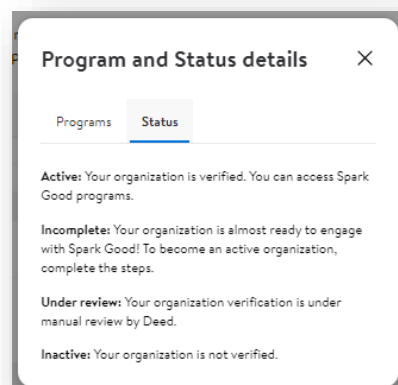 Program and Status details
Programs
Status
Active: Your organization is verified. You can access Spark
Good programs.
Incomplete: Your organization is almost ready to engage
with Spark Good! To become an active organization,
complete the steps.
Under review: Your organization verification is under
manual review by Deed.
Inactive: Your organization is not verified.